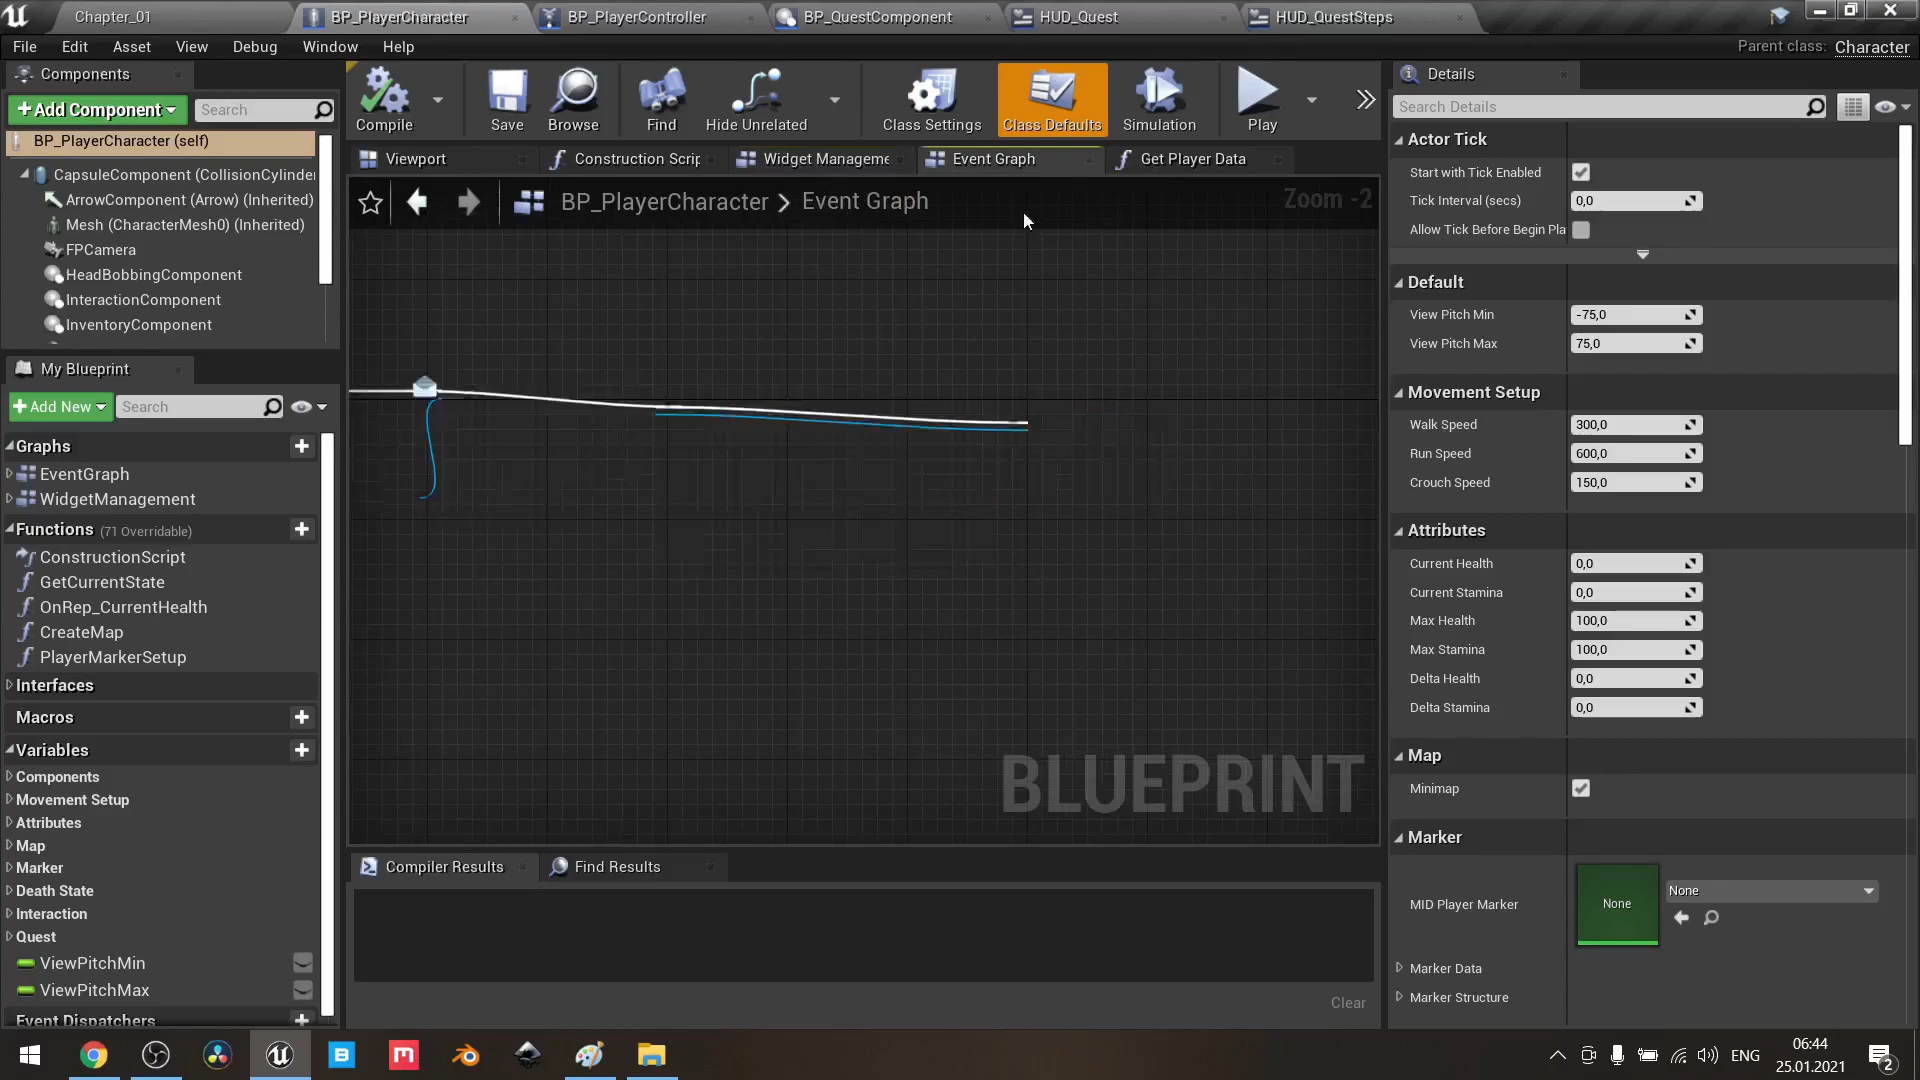 Chapter_01
BP_PlayerCharacter
BP_PlayerController
BP_QuestComponent
HUD_Quest
HUD_QuestSteps
File
Edit
Asset
View
Debug
Window
Help
Parent class: Character
Components
Add Component
Search
BP_PlayerCharacter (self)
CapsuleComponent (CollisionCylinde
ArrowComponent (Arrow) (Inherited)
Mesh (CharacterMesh0) (Inherited)
FPCamera
HeadBobbingComponent
InteractionComponent
InventoryComponent
My Blueprint
Add New
Search
Graphs
EventGraph
WidgetManagement
Functions (71 Overridable)
ConstructionScript
GetCurrentState
OnRep_CurrentHealth
CreateMap
PlayerMarkerSetup
Interfaces
Macros
Variables
Components
Movement Setup
Attributes
Map
Marker
Death State
Interaction
Quest
ViewPitchMin
ViewPitchMax
Event Dispatchers
Compile
Save
Browse
Find
Hide Unrelated
Class Settings
Class Defaults
Simulation
Play
Viewport
Construction Scrip
Widget Manageme
Event Graph
Get Player Data
BP_PlayerCharacter > Event Graph
Zoom -2
BLUEPRINT
Compiler Results
Find Results
Clear
Details
Search Details
Actor Tick
Start with Tick Enabled
Tick Interval (secs) 0,0
Allow Tick Before Begin Pla
Default
View Pitch Min -75,0
View Pitch Max 75,0
Movement Setup
Walk Speed 300,0
Run Speed 600,0
Crouch Speed 150,0
Attributes
Current Health 0,0
Current Stamina 0,0
Max Health 100,0
Max Stamina 100,0
Delta Health 0,0
Delta Stamina 0,0
Map
Minimap
Marker
MID Player Marker
None
None
Marker Data
Marker Structure
ENG
06:44
25.01.2021
2